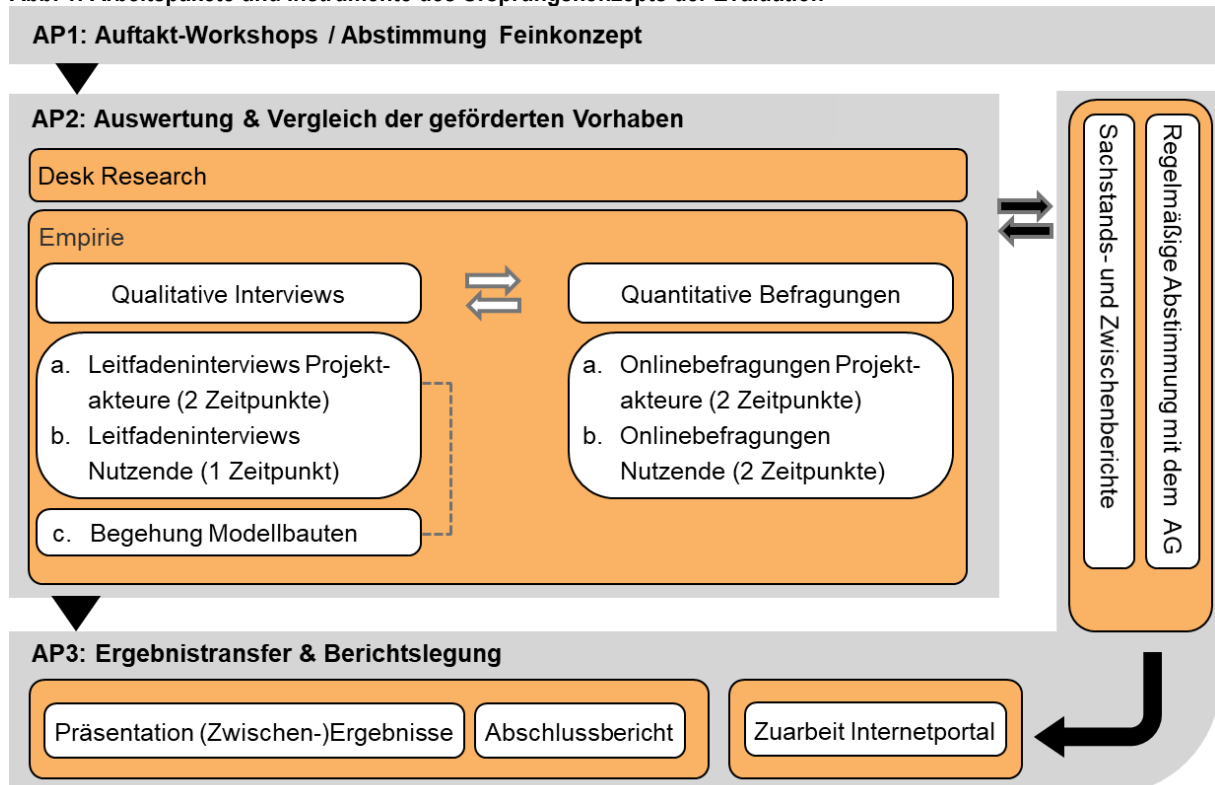 AP1: Auftakt-Workshops / Abstimmung Feinkonzept
AP2: Auswertung & Vergleich der geförderten Vorhaben
Desk Research
Empirie
Qualitative Interviews
a. Leitfadeninterviews Projekt-
akteure (2 Zeitpunkte)
b. Leitfadeninterviews
Nutzende (1 Zeitpunkt)
c. Begehung Modellbauten
Quantitative Befragungen
a. Onlinebefragungen Projekt-
akteure (2 Zeitpunkte)
b. Onlinebefragungen
Nutzende (2 Zeitpunkte)
Regelmäßige Abstimmung mit dem AG
Sachstands- und Zwischenberichte
AP3: Ergebnistransfer & Berichtslegung
Präsentation (Zwischen-)Ergebnisse
Abschlussbericht
Zuarbeit Internetportal